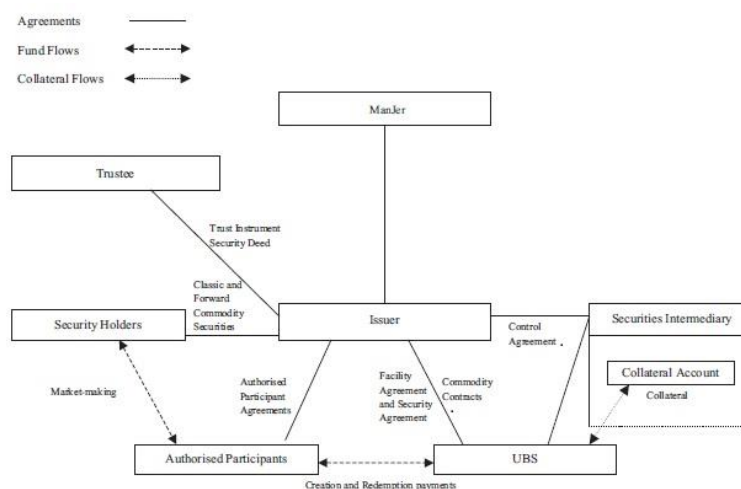 Agreements
Fund Flows
Collateral Flows
ManJer
Trustee
Trust Instrument
Security Deed
Classic and
Forward
Commodity
Securities
Security Holders
Issuer
Securities Intermediary
Control
Agreement
Collateral Account
Collateral
Market-making
Authorised
Participant
Agreements
Facility
Agreement
and Security
Agreement
Commodity
Contracts
Authorised Participants
UBS
Creation and Redemption payments